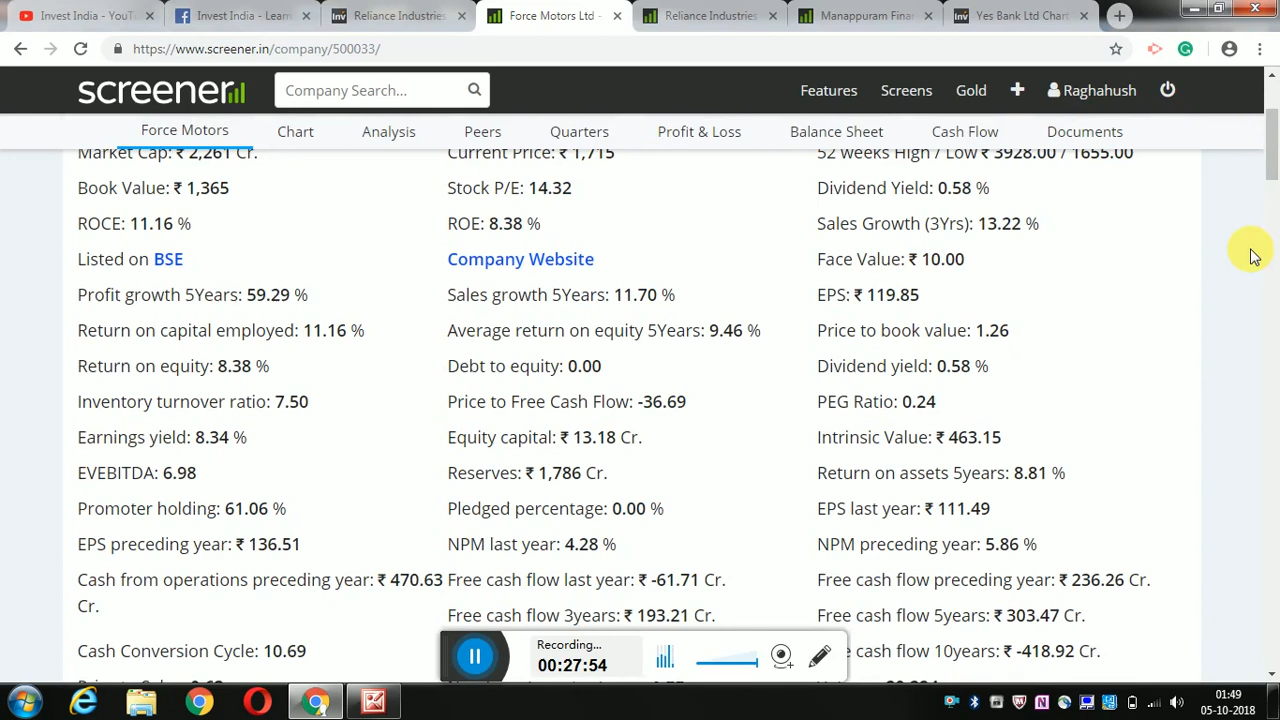 Invest India - YouT
Invest India - Learn
Reliance Industries
Force Motors Ltd -
Reliance Industries
Manappuram Finan
Yes Bank Ltd Chart
https://www.screener.in/company/500033/
screener
Company Search...
Features
Screens
Gold
Raghahush
Force Motors
Chart
Analysis
Peers
Quarters
Profit & Loss
Balance Sheet
Cash Flow
Documents
Market Cap: ₹ 2,261 Cr.
Current Price: ₹ 1,715
52 weeks High / Low ₹ 3928.00 / 1655.00
Book Value: ₹ 1,365
Stock P/E: 14.32
Dividend Yield: 0.58 %
ROCE: 11.16 %
ROE: 8.38 %
Sales Growth (3Yrs): 13.22 %
Listed on BSE
Company Website
Face Value: ₹ 10.00
Profit growth 5Years: 59.29 %
Sales growth 5Years: 11.70 %
EPS: ₹ 119.85
Return on capital employed: 11.16 %
Average return on equity 5Years: 9.46 %
Price to book value: 1.26
Return on equity: 8.38 %
Debt to equity: 0.00
Dividend yield: 0.58 %
Inventory turnover ratio: 7.50
Price to Free Cash Flow: -36.69
PEG Ratio: 0.24
Earnings yield: 8.34 %
Equity capital: ₹ 13.18 Cr.
Intrinsic Value: ₹ 463.15
EVEBITDA: 6.98
Reserves: ₹ 1,786 Cr.
Return on assets 5years: 8.81 %
Promoter holding: 61.06 %
Pledged percentage: 0.00 %
EPS last year: ₹ 111.49
EPS preceding year: ₹ 136.51
NPM last year: 4.28 %
NPM preceding year: 5.86 %
Cash from operations preceding year: ₹ 470.63
Cr.
Free cash flow last year: ₹ -61.71 Cr.
Free cash flow preceding year: ₹ 236.26 Cr.
Free cash flow 3years: ₹ 193.21 Cr.
Free cash flow 5years: ₹ 303.47 Cr.
Cash Conversion Cycle: 10.69
cash flow 10years: ₹ -418.92 Cr.
Recording...
00:27:54
01:49
05-10-2018